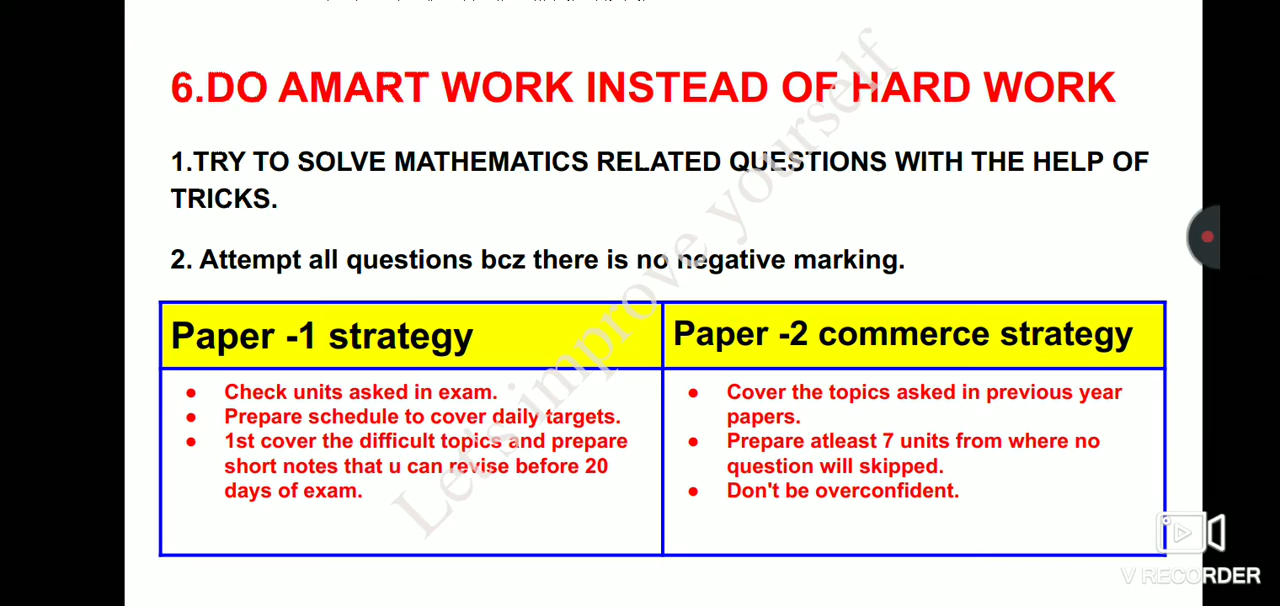 6.DO AMART WORK INSTEAD OF HARD WORK
1.TRY TO SOLVE MATHEMATICS RELATED QUESTIONS WITH THE HELP OF
TRICKS.
2. Attempt all questions bcz there is no negative marking.
Paper -1 strategy
● Check units asked in exam.
● Prepare schedule to cover daily targets.
● 1st cover the difficult topics and prepare
short notes that u can revise before 20
days of exam.
Paper -2 commerce strategy
● Cover the topics asked in previous year
papers.
● Prepare atleast 7 units from where no
question will skipped.
● Don't be overconfident.
Let's improve yourself
V RECORDER